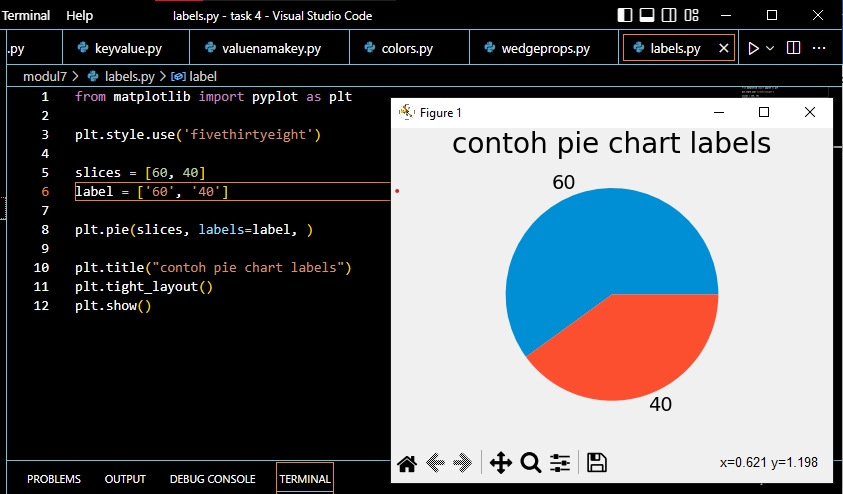 Terminal Help labels.py - task 4 - Visual Studio Code
.py keyvalue.py valuenamakey.py colors.py wedgeprops.py labels.py
modul7 > labels.py > label
1 from matplotlib import pyplot as plt
2
3 plt.style.use('fivethirtyeight')
4
5 slices = [60, 40]
6 label = ['60', '40']
7
8 plt.pie(slices, labels=label, )
9
10 plt.title("contoh pie chart labels")
11 plt.tight_layout()
12 plt.show()
Figure 1
contoh pie chart labels
60
40
x=0.621 y=1.198
PROBLEMS OUTPUT DEBUG CONSOLE TERMINAL